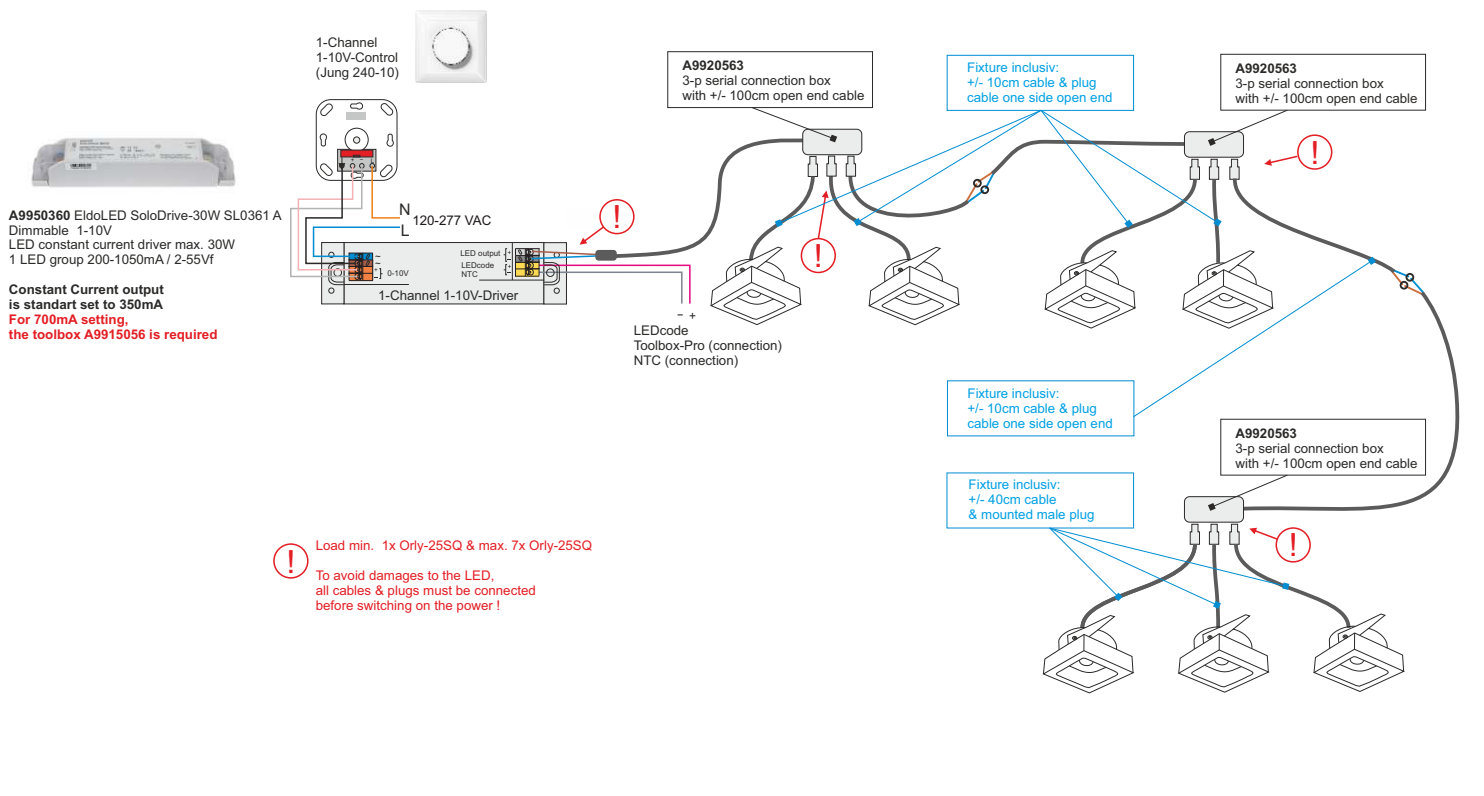 1-Channel
1-10V-Control
(Jung 240-10)
A9950360 EldoLED SoloDrive-30W SL0361 A
Dimmable 1-10V
LED constant current driver max. 30W
1 LED group 200-1050mA / 2-55Vf
Constant Current output
is standart set to 350mA
For 700mA setting,
the toolbox A9915056 is required
N
120-277 VAC
L
LED output
+
-
LEDcode
NTC
0-10V
1-Channel 1-10V-Driver
- +
LEDcode
Toolbox-Pro (connection)
NTC (connection)
!
A9920563
3-p serial connection box
with +/- 100cm open end cable
!
Fixture inclusiv:
+/- 10cm cable & plug
cable one side open end
A9920563
3-p serial connection box
with +/- 100cm open end cable
!
Fixture inclusiv:
+/- 10cm cable & plug
cable one side open end
A9920563
3-p serial connection box
with +/- 100cm open end cable
Fixture inclusiv:
+/- 40cm cable
& mounted male plug
!
!
Load min. 1x Orly-25SQ & max. 7x Orly-25SQ
To avoid damages to the LED,
all cables & plugs must be connected
before switching on the power !